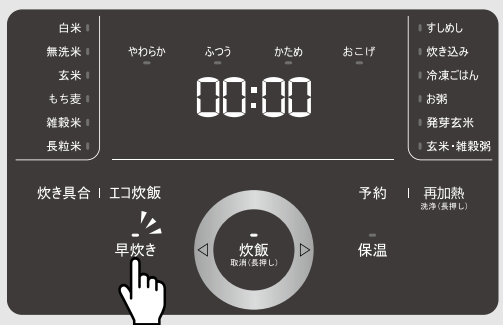 白米
無洗米
玄米
もち麦
雑穀米
長粒米
やわらか ふつう かため おこげ
00:00
すしめし
炊き込み
冷凍ごはん
お粥
発芽玄米
玄米・雑穀粥
炊き具合 エコ炊飯 予約 再加熱
洗浄(長押し)
早炊き 炊飯 保温
取消(長押し)